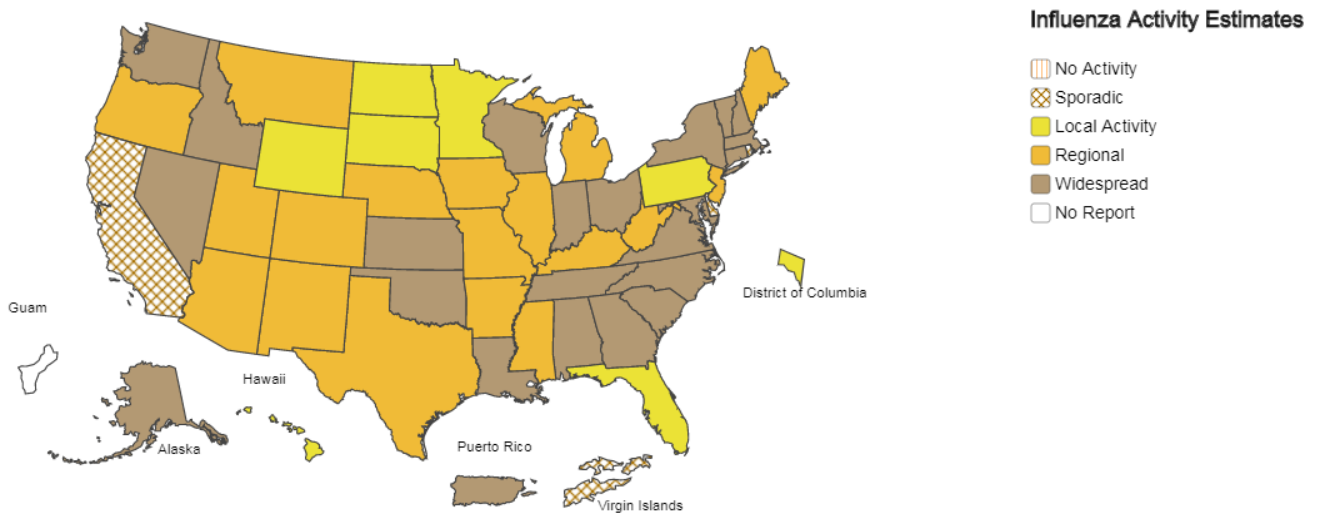 Influenza Activity Estimates
No Activity
Sporadic
Local Activity
Regional
Widespread
No Report
District of Columbia
Guam
Hawaii
Alaska
Puerto Rico
Virgin Islands